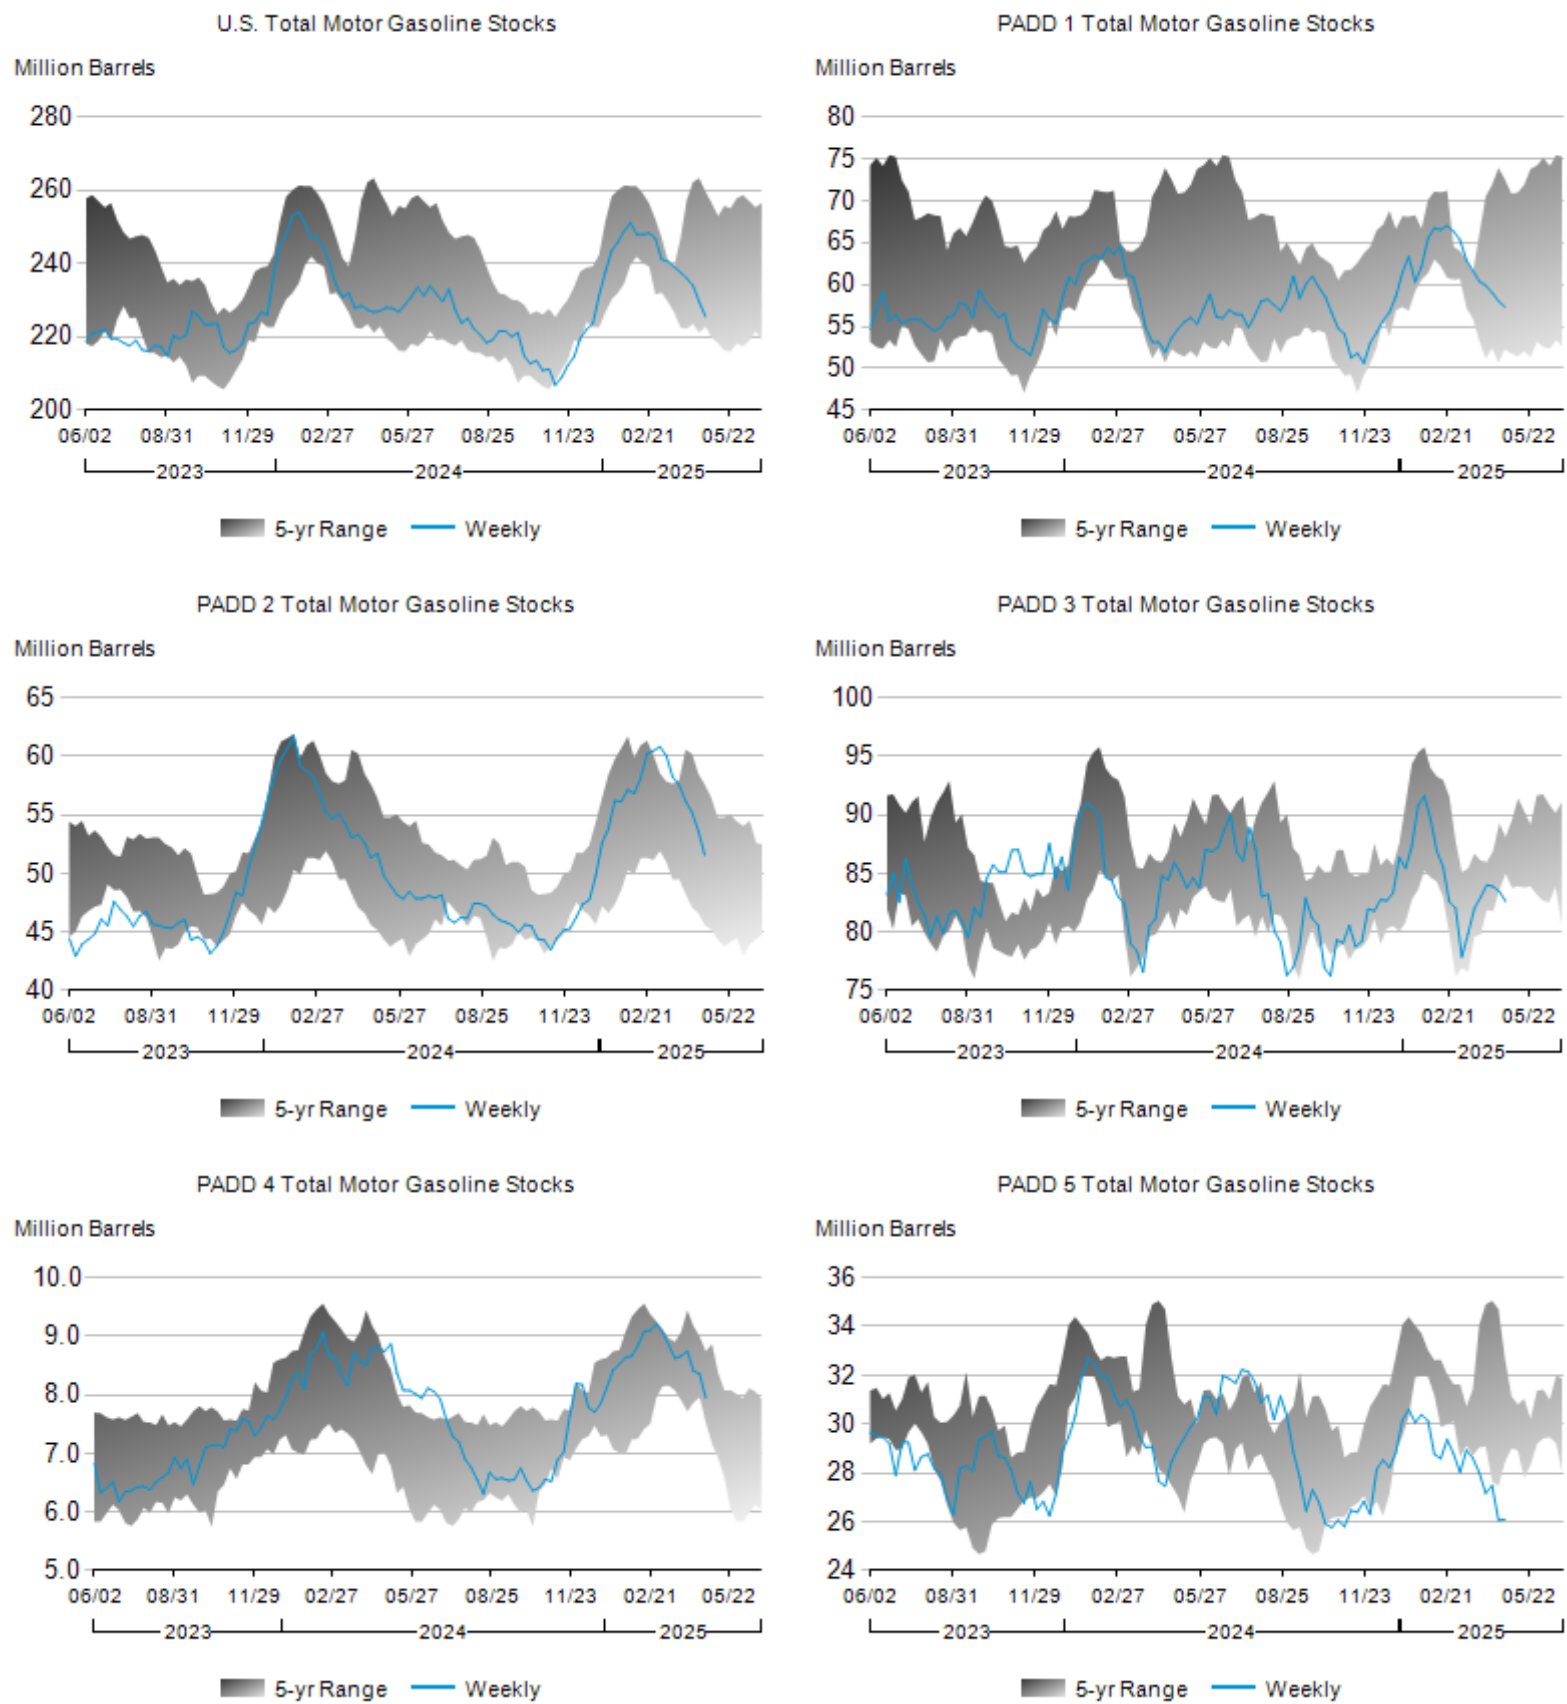 U.S. Total Motor Gasoline Stocks
Million Barrels
280
260
240
220
200
06/02 08/31 11/29 02/27 05/27 08/25 11/23 02/21 05/22
2023 2024 2025
5-yr Range Weekly
PADD 1 Total Motor Gasoline Stocks
Million Barrels
80
75
70
65
60
55
50
45
06/02 08/31 11/29 02/27 05/27 08/25 11/23 02/21 05/22
2023 2024 2025
5-yr Range Weekly
PADD 2 Total Motor Gasoline Stocks
Million Barrels
65
60
55
50
45
40
06/02 08/31 11/29 02/27 05/27 08/25 11/23 02/21 05/22
2023 2024 2025
5-yr Range Weekly
PADD 3 Total Motor Gasoline Stocks
Million Barrels
100
95
90
85
80
75
06/02 08/31 11/29 02/27 05/27 08/25 11/23 02/21 05/22
2023 2024 2025
5-yr Range Weekly
PADD 4 Total Motor Gasoline Stocks
Million Barrels
10.0
9.0
8.0
7.0
6.0
5.0
06/02 08/31 11/29 02/27 05/27 08/25 11/23 02/21 05/22
2023 2024 2025
5-yr Range Weekly
PADD 5 Total Motor Gasoline Stocks
Million Barrels
36
34
32
30
28
26
24
06/02 08/31 11/29 02/27 05/27 08/25 11/23 02/21 05/22
2023 2024 2025
5-yr Range Weekly